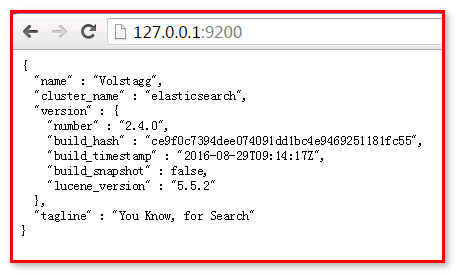 127.0.0.1:9200
{
  "name" : "Volstagg",
  "cluster_name" : "elasticsearch",
  "version" : {
    "number" : "2.4.0",
    "build_hash" : "ce9f0c7394dee074091dd1bc4e9469251181fc55",
    "build_timestamp" : "2016-08-29T09:14:17Z",
    "build_snapshot" : false,
    "lucene_version" : "5.5.2"
  },
  "tagline" : "You Know, for Search"
}